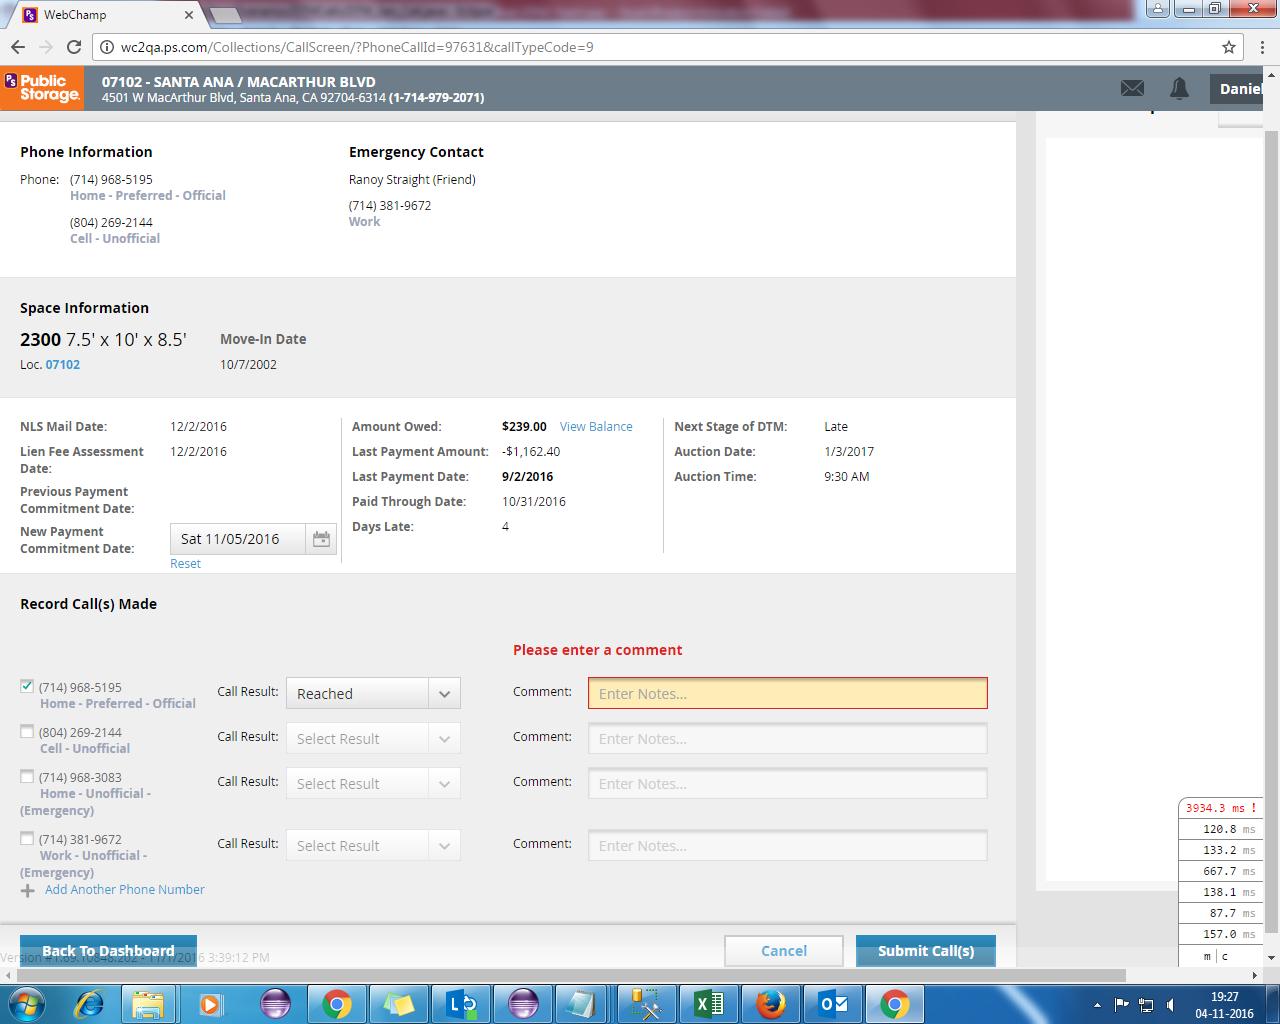 WebChamp
wc2qa.ps.com/Collections/CallScreen/?PhoneCallId=97631&callTypeCode=9
PS Public Storage.
07102 - SANTA ANA / MACARTHUR BLVD
4501 W MacArthur Blvd, Santa Ana, CA 92704-6314 (1-714-979-2071)
Daniel
Phone Information
Emergency Contact
Phone: (714) 968-5195
Home - Preferred - Official
(804) 269-2144
Cell - Unofficial
Ranoy Straight (Friend)
(714) 381-9672
Work
Space Information
2300 7.5' x 10' x 8.5'
Loc. 07102
Move-In Date
10/7/2002
NLS Mail Date: 12/2/2016
Lien Fee Assessment Date: 12/2/2016
Previous Payment
Commitment Date:
New Payment
Commitment Date: Sat 11/05/2016
Reset
Amount Owed: $239.00 View Balance
Last Payment Amount: -$1,162.40
Last Payment Date: 9/2/2016
Paid Through Date: 10/31/2016
Days Late: 4
Next Stage of DTM: Late
Auction Date: 1/3/2017
Auction Time: 9:30 AM
Record Call(s) Made
Please enter a comment
(714) 968-5195 Call Result: Reached Comment: Enter Notes...
Home - Preferred - Official
(804) 269-2144 Call Result: Select Result Comment: Enter Notes...
Cell - Unofficial
(714) 968-3083 Call Result: Select Result Comment: Enter Notes...
Home - Unofficial -
(Emergency)
(714) 381-9672 Call Result: Select Result Comment: Enter Notes...
Work - Unofficial -
(Emergency)
Add Another Phone Number
3934.3 ms !
120.8 ms
133.2 ms
667.7 ms
138.1 ms
87.7 ms
157.0 ms
m | c
Back To Dashboard
Cancel
Submit Call(s)
11/1/2016 3:39:12 PM
19:27
04-11-2016